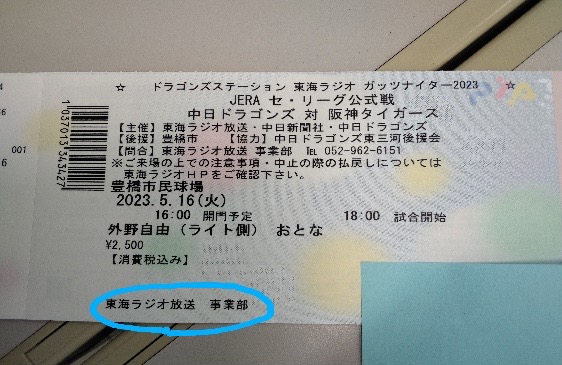 ☆ ドラゴンズステーション 東海ラジオ ガッツナイター2023 ☆
JERA セ・リーグ公式戦
中日ドラゴンズ 対 阪神タイガース
【主催】東海ラジオ放送・中日新聞社・中日ドラゴンズ
【後援】豊橋市 【協力】中日ドラゴンズ東三河後援会
【問合】東海ラジオ放送 事業部 ℡ 052-962-6151
※ご来場の上での注意事項・中止の際の払戻しについては
東海ラジオHPをご確認下さい。
豊橋市民球場
2023.5.16(火)
16:00 開門予定 18:00 試合開始
外野自由（ライト側） おとな
¥2,500
【消費税込み】
東海ラジオ放送 事業部
001